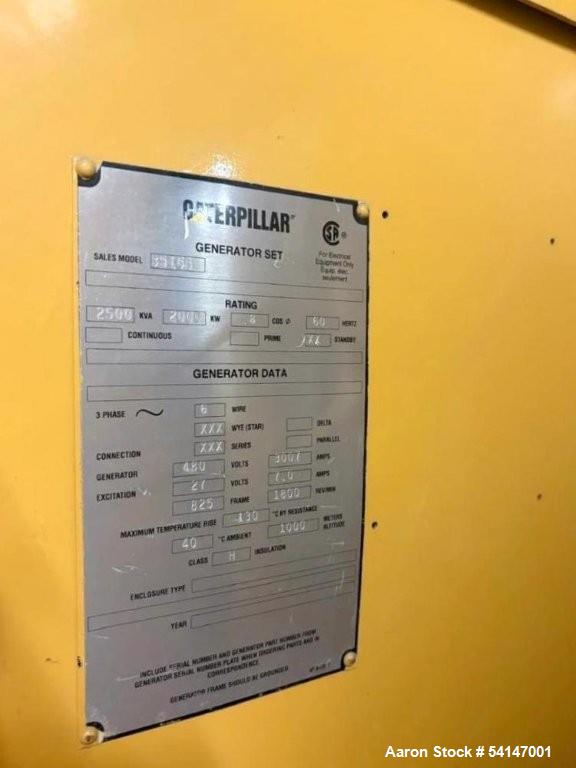 CATERPILLAR
GENERATOR SET
SA ®
For Electrical
Equipment Only
Equip. elec.
seulement
SALES MODEL
RATING
2500 KVA 2000 KW .8 COS ∅ 60 HERTZ
CONTINUOUS PRIME XXX STANDBY
GENERATOR DATA
3 PHASE 6 WIRE
XXX WYE (STAR) DELTA
CONNECTION XXX SERIES PARALLEL
GENERATOR 480 VOLTS 3007 AMPS
EXCITATION 27 VOLTS 7.0 AMPS
825 FRAME 1800 REV/MIN
MAXIMUM TEMPERATURE RISE 130 °C BY RESISTANCE
40 °C AMBIENT 1000 METERS ALTITUDE
CLASS H INSULATION
ENCLOSURE TYPE
YEAR
INCLUDE SERIAL NUMBER AND GENERATOR PART NUMBER FROM
GENERATOR SERIAL NUMBER PLATE WHEN ORDERING PARTS AND IN
CORRESPONDENCE.
GENERATOR FRAME SHOULD BE GROUNDED
Aaron Stock # 54147001